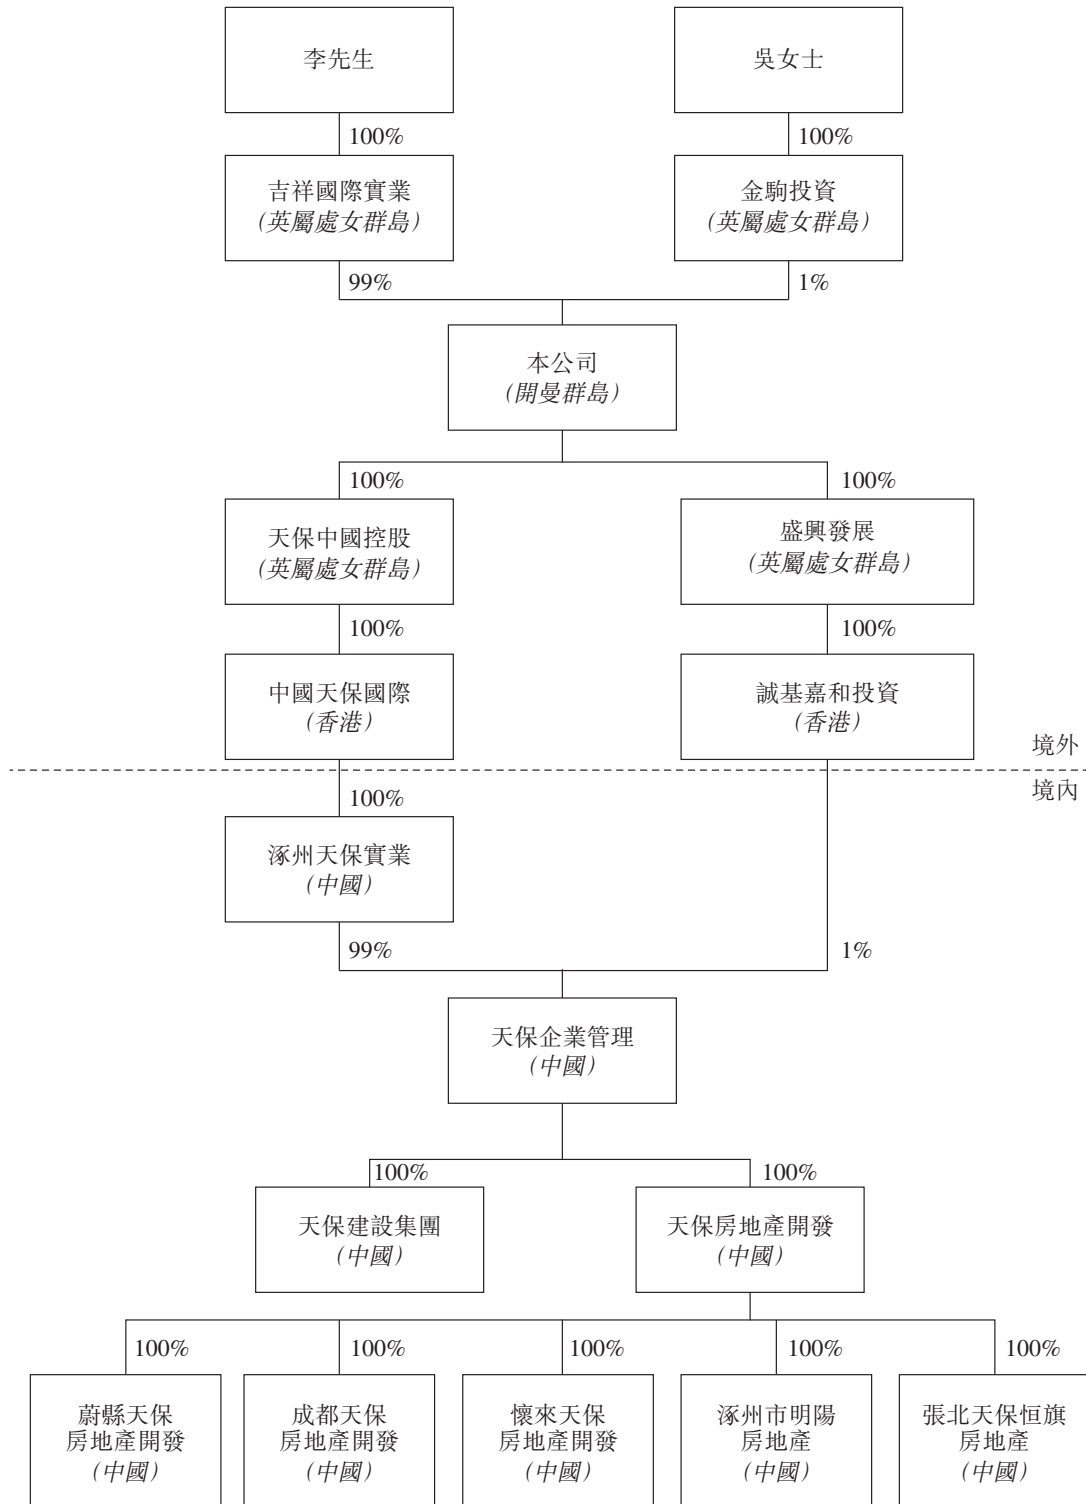 李先生
吳女士
100%
100%
吉祥國際實業
(英屬處女群島)
金駒投資
(英屬處女群島)
99%
1%
本公司
(開曼群島)
100%
100%
天保中國控股
(英屬處女群島)
盛興發展
(英屬處女群島)
100%
100%
中國天保國際
(香港)
誠基嘉和投資
(香港)
境外
境內
100%
涿州天保實業
(中國)
99%
1%
天保企業管理
(中國)
100%
100%
天保建設集團
(中國)
天保房地產開發
(中國)
100%
100%
100%
100%
100%
蔚縣天保
房地產開發
(中國)
成都天保
房地產開發
(中國)
懷來天保
房地產開發
(中國)
涿州市明陽
房地產
(中國)
張北天保恒旗
房地產
(中國)